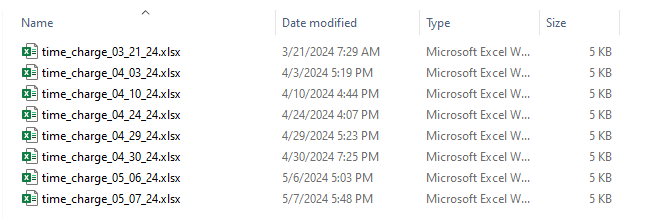 Name Date modified Type Size
time_charge_03_21_24.xlsx 3/21/2024 7:29 AM Microsoft Excel W... 5 KB
time_charge_04_03_24.xlsx 4/3/2024 5:19 PM Microsoft Excel W... 5 KB
time_charge_04_10_24.xlsx 4/10/2024 4:44 PM Microsoft Excel W... 5 KB
time_charge_04_24_24.xlsx 4/24/2024 4:07 PM Microsoft Excel W... 5 KB
time_charge_04_29_24.xlsx 4/29/2024 5:23 PM Microsoft Excel W... 5 KB
time_charge_04_30_24.xlsx 4/30/2024 7:25 PM Microsoft Excel W... 5 KB
time_charge_05_06_24.xlsx 5/6/2024 5:03 PM Microsoft Excel W... 5 KB
time_charge_05_07_24.xlsx 5/7/2024 5:48 PM Microsoft Excel W... 5 KB